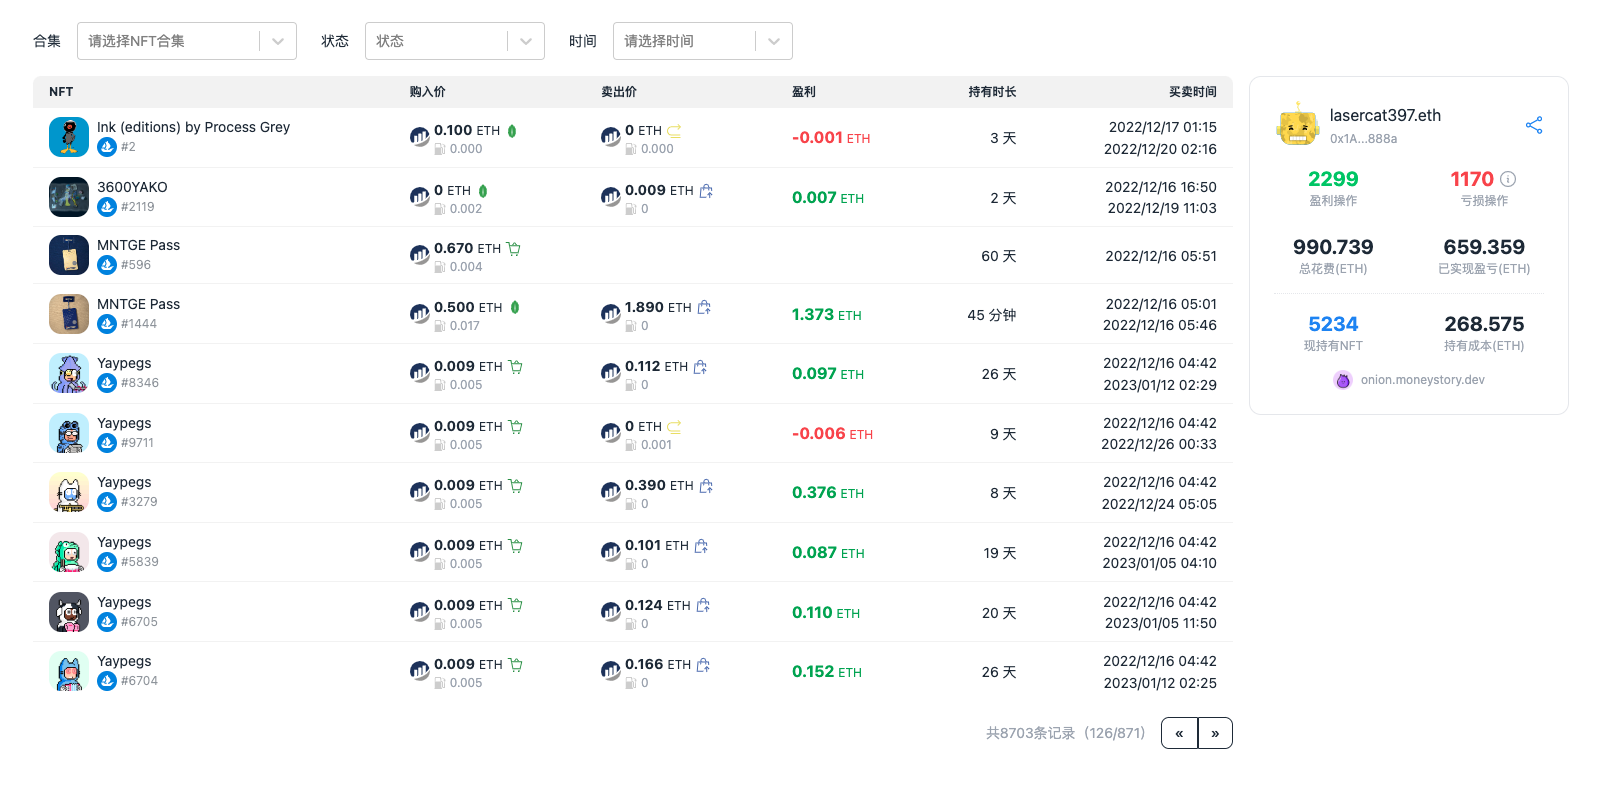 合集 请选择NFT合集 状态 状态 时间 请选择时间
NFT 购入价 卖出价 盈利 持有时长 买卖时间
Ink (editions) by Process Grey
#2
0.100 ETH
0.000
0 ETH
0.000
-0.001 ETH
3 天
2022/12/17 01:15
2022/12/20 02:16
3600YAKO
#2119
0 ETH
0.002
0.009 ETH
0
0.007 ETH
2 天
2022/12/16 16:50
2022/12/19 11:03
MNTGE Pass
#596
0.670 ETH
0.004
60 天
2022/12/16 05:51
MNTGE Pass
#1444
0.500 ETH
0.017
1.890 ETH
0
1.373 ETH
45 分钟
2022/12/16 05:01
2022/12/16 05:46
Yaypegs
#8346
0.009 ETH
0.005
0.112 ETH
0
0.097 ETH
26 天
2022/12/16 04:42
2023/01/12 02:29
Yaypegs
#9711
0.009 ETH
0.005
0 ETH
0.001
-0.006 ETH
9 天
2022/12/16 04:42
2022/12/26 00:33
Yaypegs
#3279
0.009 ETH
0.005
0.390 ETH
0
0.376 ETH
8 天
2022/12/16 04:42
2022/12/24 05:05
Yaypegs
#5839
0.009 ETH
0.005
0.101 ETH
0
0.087 ETH
19 天
2022/12/16 04:42
2023/01/05 04:10
Yaypegs
#6705
0.009 ETH
0.005
0.124 ETH
0
0.110 ETH
20 天
2022/12/16 04:42
2023/01/05 11:50
Yaypegs
#6704
0.009 ETH
0.005
0.166 ETH
0
0.152 ETH
26 天
2022/12/16 04:42
2023/01/12 02:25
共8703条记录（126/871） « »
lasercat397.eth
0x1A...888a
2299 1170
盈利操作 亏损操作
990.739 659.359
总花费(ETH) 已实现盈亏(ETH)
5234 268.575
现持有NFT 持有成本(ETH)
onion.moneystory.dev